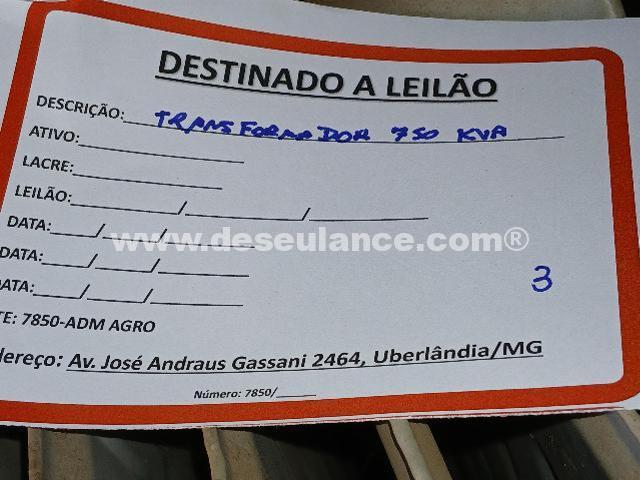 DESTINADO A LEILÃO
DESCRIÇÃO: TRANSFORMADOR 750 KVA
ATIVO:
LACRE:
LEILÃO: / /
DATA: / /
www.deseulance.com®
DATA: / /
DATA: / /
3
TE: 7850-ADM AGRO
dereço: Av. José Andraus Gassani 2464, Uberlândia/MG
Número: 7850/